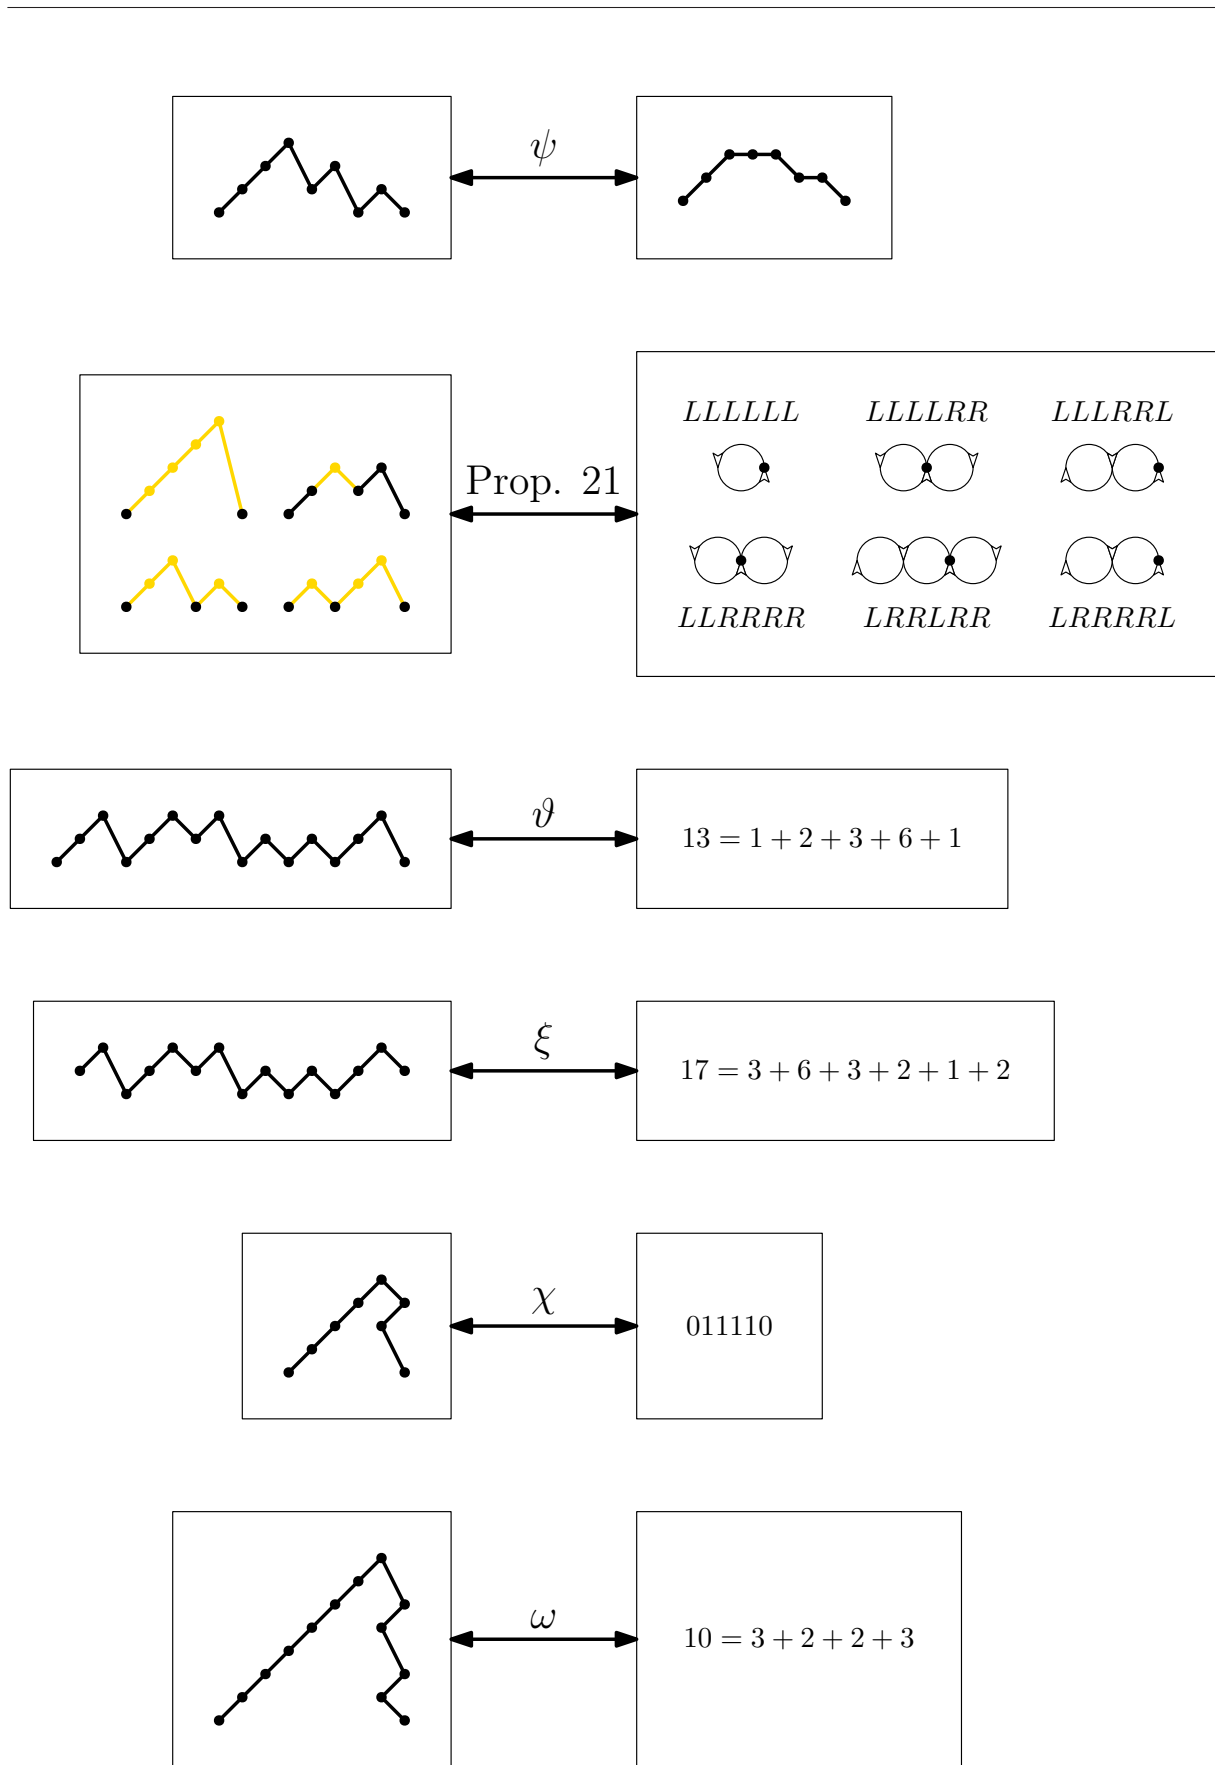 ψ
LLLLLL LLLLRR LLLRRL
Prop. 21
LLRRRR LRRLRR LRRRRL
ϑ
13 = 1 + 2 + 3 + 6 + 1
ξ
17 = 3 + 6 + 3 + 2 + 1 + 2
χ
011110
ω
10 = 3 + 2 + 2 + 3